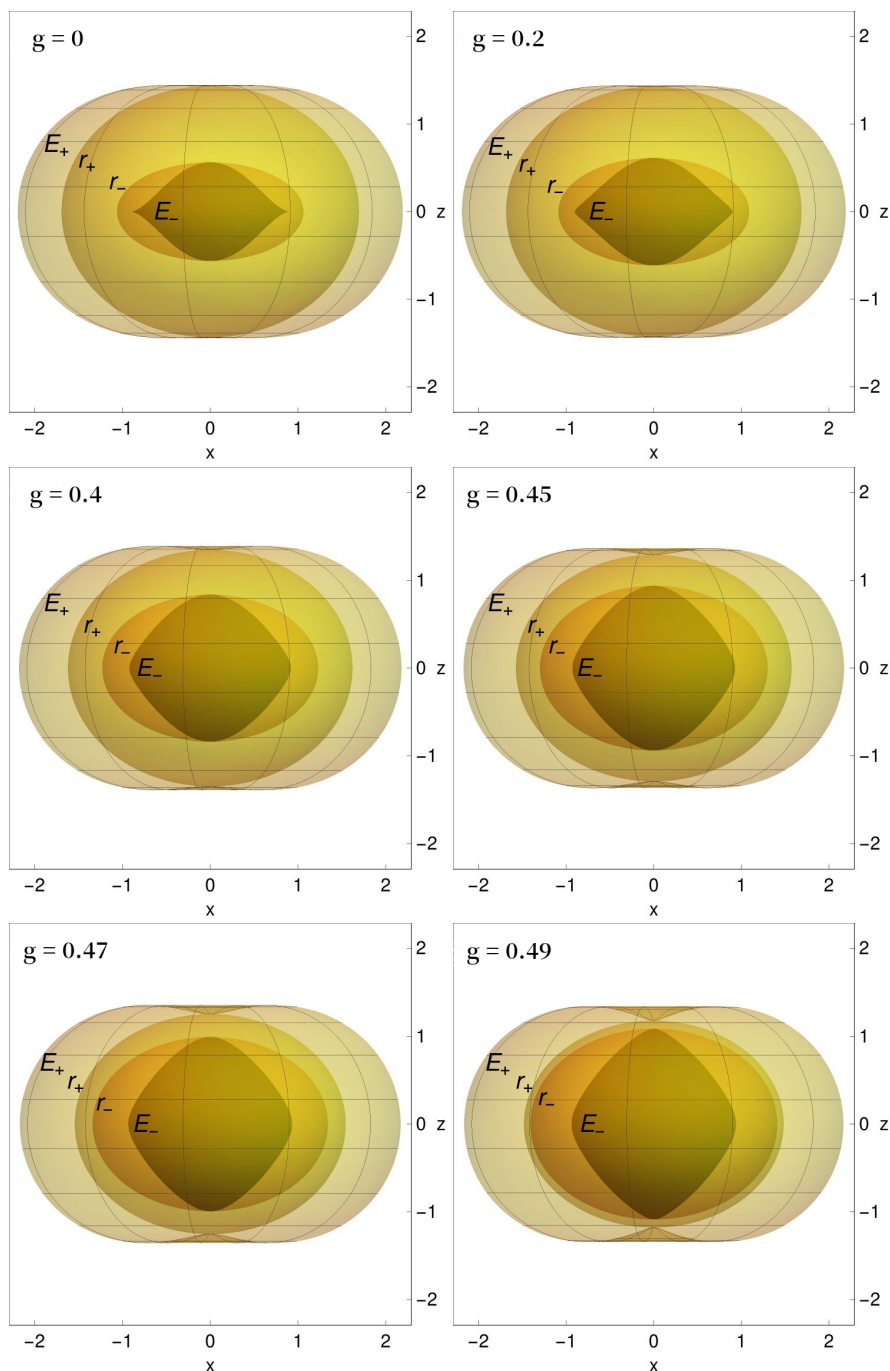 g = 0
2
E₊
r₊
r₋
E₋
1
0 z
−1
−2
−2 −1 0 1 2
x
g = 0.2
2
E₊
r₊
r₋
E₋
1
0 z
−1
−2
−2 −1 0 1 2
x
g = 0.4
2
E₊
r₊
r₋
E₋
1
0 z
−1
−2
−2 −1 0 1 2
x
g = 0.45
2
E₊
r₊
r₋
E₋
1
0 z
−1
−2
−2 −1 0 1 2
x
g = 0.47
2
E₊
r₊
r₋
E₋
1
0 z
−1
−2
−2 −1 0 1 2
x
g = 0.49
2
E₊
r₊
r₋
E₋
1
0 z
−1
−2
−2 −1 0 1 2
x